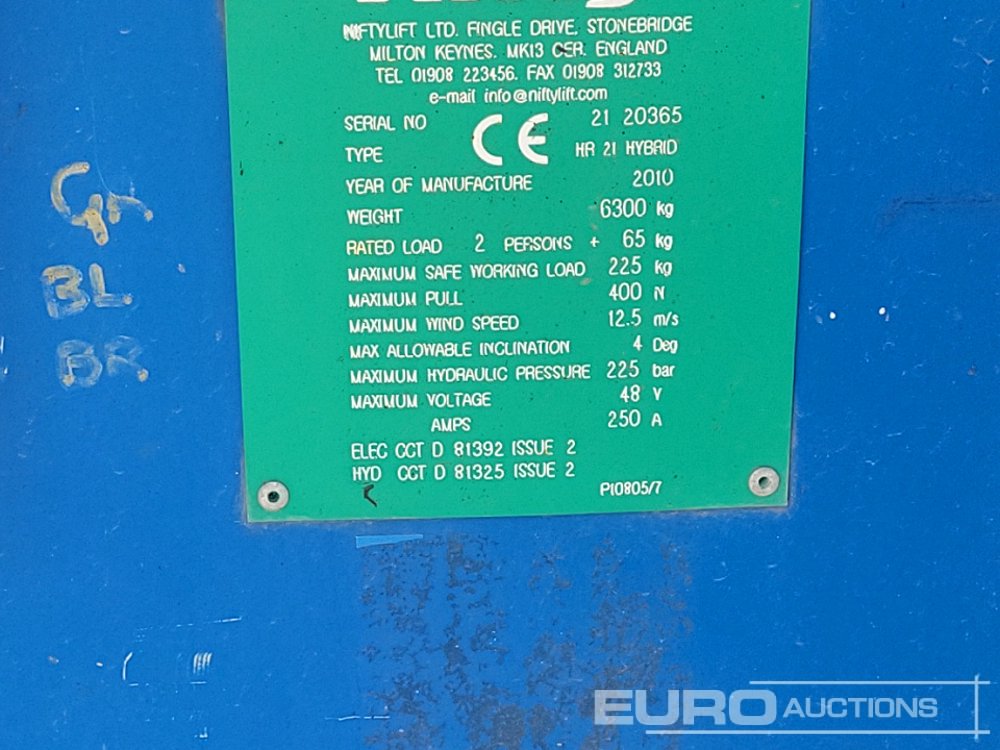 NIFTYLIFT LTD. FINGLE DRIVE. STONEBRIDGE
MILTON KEYNES. MK13 OER. ENGLAND
TEL 01908 223456. FAX 01908 312733
e-mail info@niftylift.com
SERIAL NO CE 21 20365
TYPE HR 21 HYBRID
YEAR OF MANUFACTURE 2010
WEIGHT 6300 kg
RATED LOAD 2 PERSONS + 65 kg
MAXIMUM SAFE WORKING LOAD 225 kg
MAXIMUM PULL 400 N
MAXIMUM WIND SPEED 12.5 m/s
MAX ALLOWABLE INCLINATION 4 Deg
MAXIMUM HYDRAULIC PRESSURE 225 bar
MAXIMUM VOLTAGE 48 V
AMPS 250 A
ELEC CCT D 81392 ISSUE 2
HYD CCT D 81325 ISSUE 2
P10805/7
BL
BR
EURO AUCTIONS